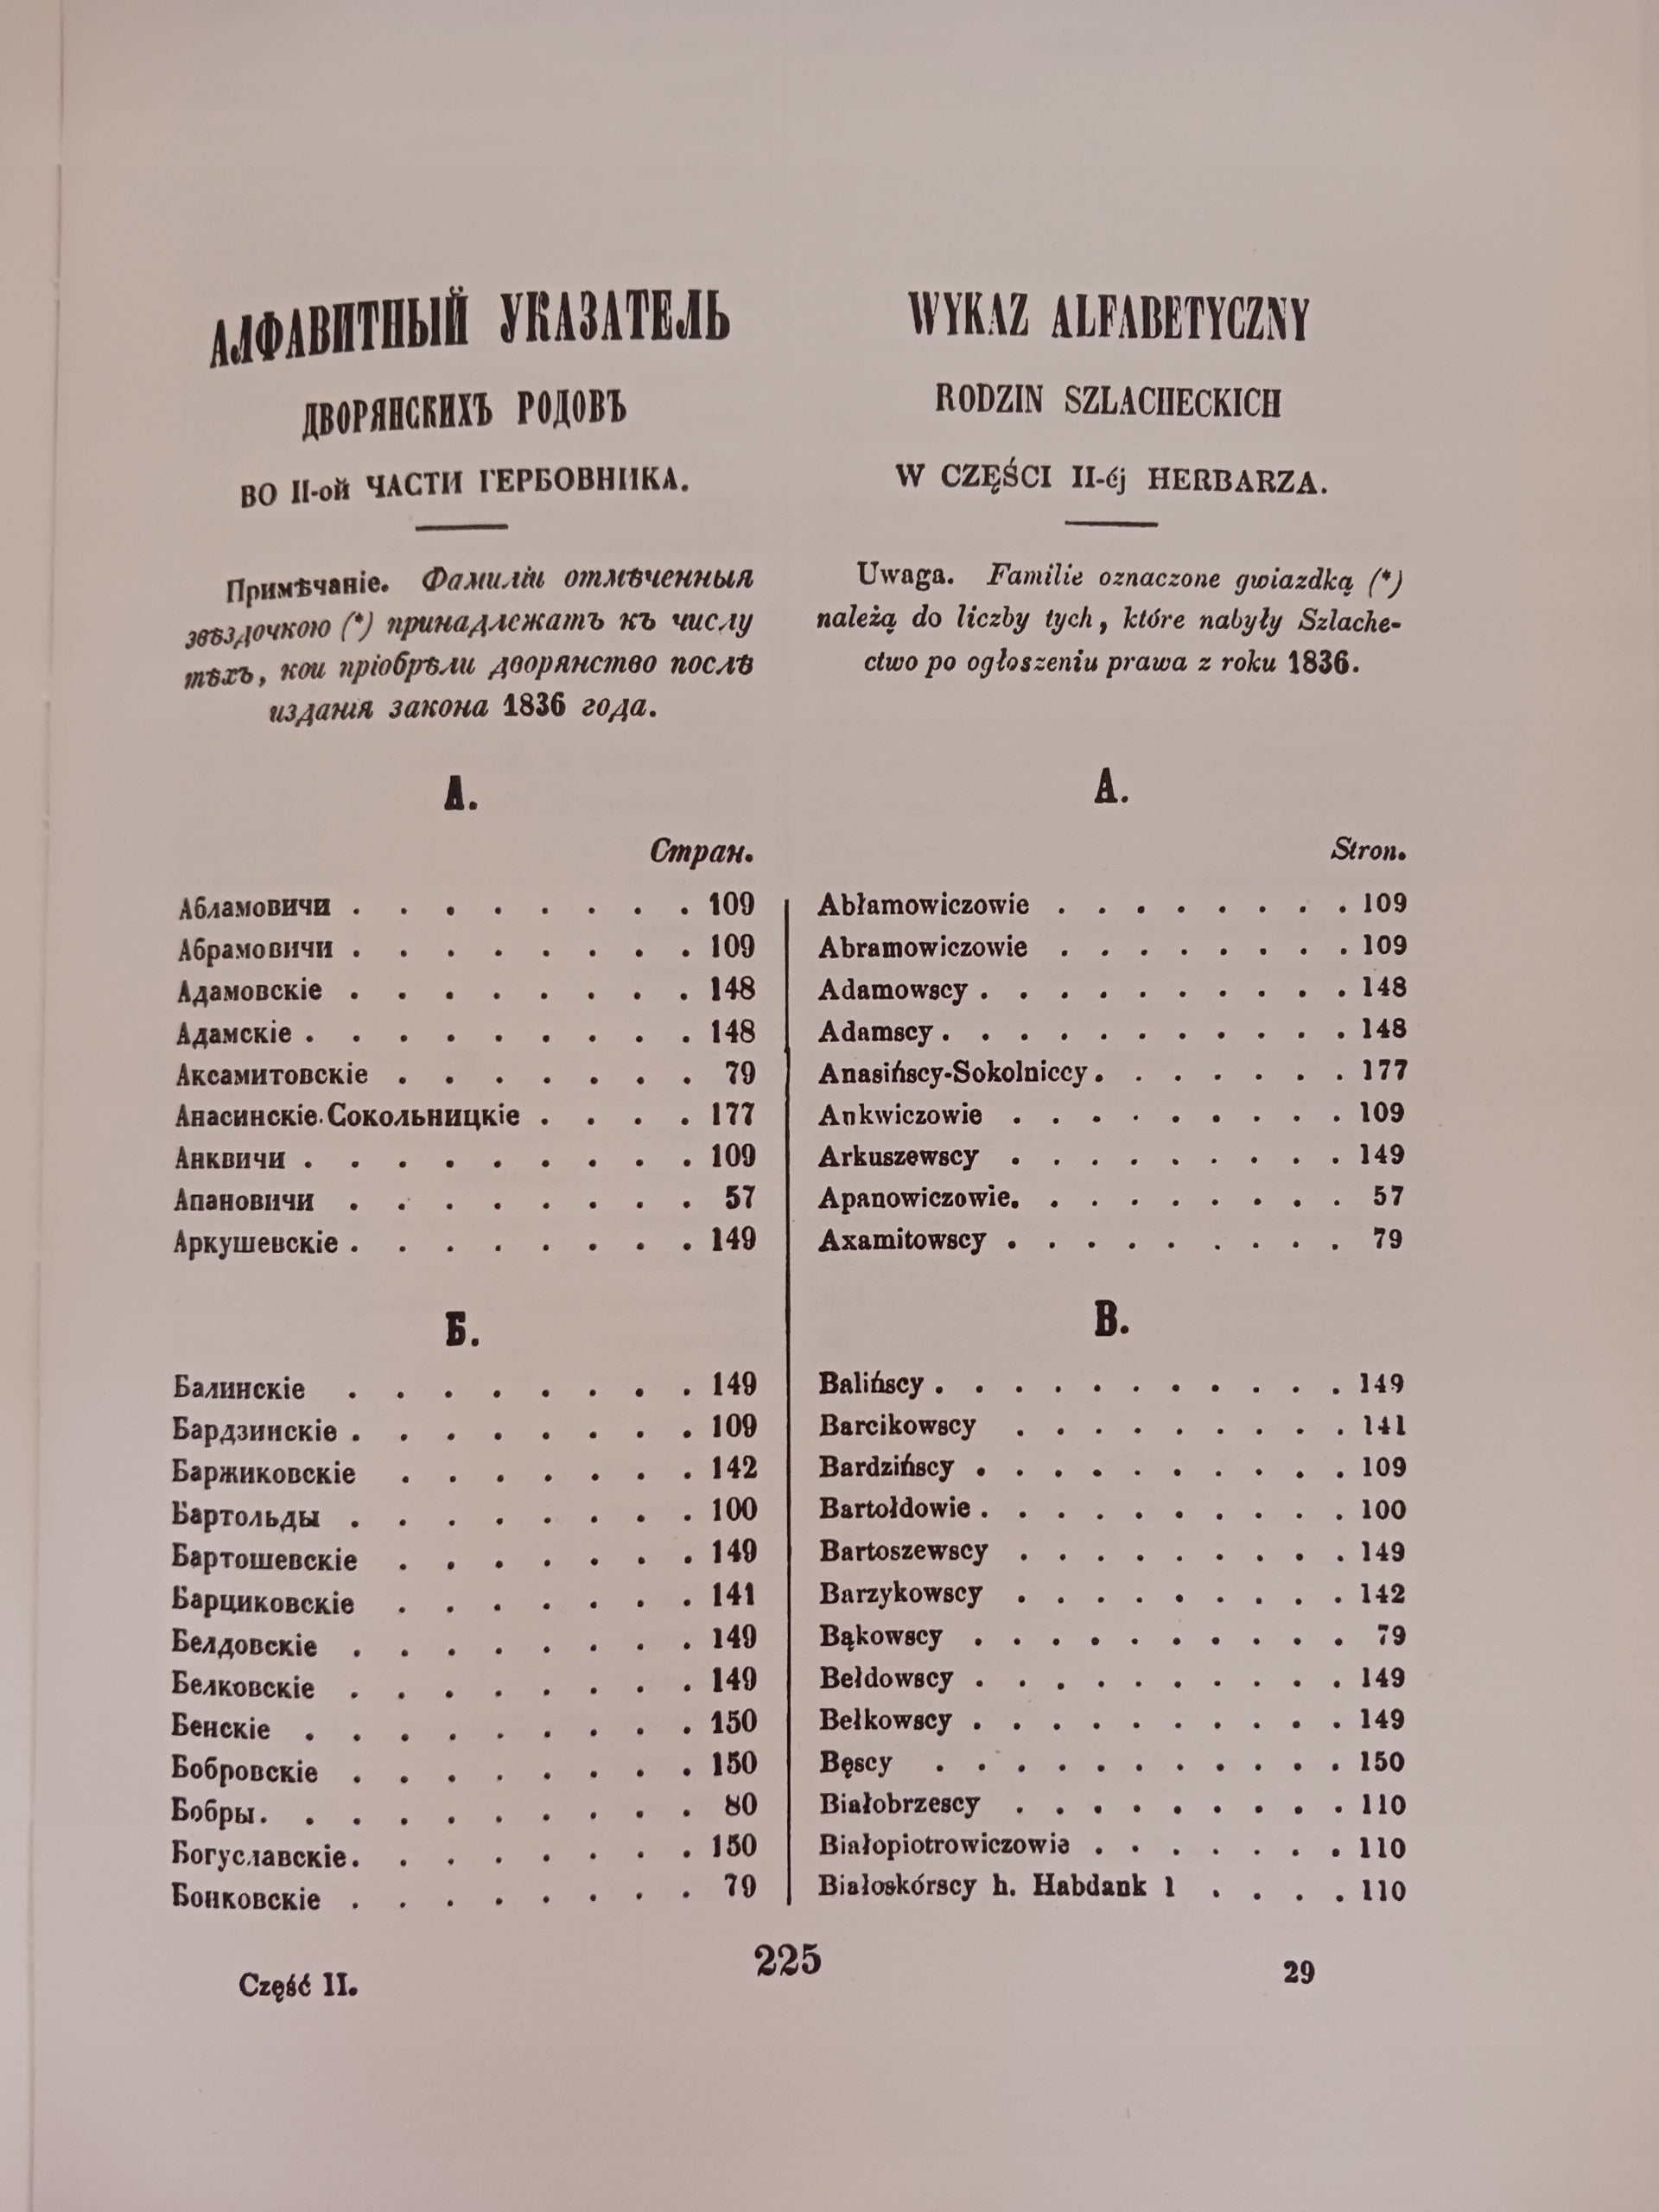 АЛФАВИТНЫЙ УКАЗАТЕЛЬ
ДВОРЯНСКИХЪ РОДОВЪ
ВО II-ой ЧАСТИ ГЕРБОВНИКА.
Примѣчаніе. Фамиліи отмѣченныя
звѣздочкою (*) принадлежатъ къ числу
тѣхъ, кои пріобрѣли дворянство послѣ
изданія закона 1836 года.
А.
Стран.
Абламовичи . . . . . . . . 109
Абрамовичи . . . . . . . . 109
Адамовскіе . . . . . . . . 148
Адамскіе . . . . . . . . . 148
Аксамитовскіе . . . . . . . 79
Анасинскіе-Сокольницкіе . . . . 177
Анквичи . . . . . . . . . 109
Апановичи . . . . . . . . 57
Аркушевскіе . . . . . . . . 149
Б.
Балинскіе . . . . . . . . 149
Бардзинскіе . . . . . . . . 109
Баржиковскіе . . . . . . . 142
Бартольды . . . . . . . . 100
Бартошевскіе . . . . . . . 149
Барциковскіе . . . . . . . 141
Белдовскіе . . . . . . . . 149
Белковскіе . . . . . . . . 149
Бенскіе . . . . . . . . . 150
Бобровскіе . . . . . . . . 150
Бобры. . . . . . . . . . 80
Богуславскіе. . . . . . . . 150
Бонковскіе . . . . . . . . 79
WYKAZ ALFABETYCZNY
RODZIN SZLACHECKICH
W CZĘŚCI II-éj HERBARZA.
Uwaga. Familie oznaczone gwiazdką (*)
należą do liczby tych, które nabyły Szlache-
ctwo po ogłoszeniu prawa z roku 1836.
A.
Stron.
Abłamowiczowie . . . . . . . . 109
Abramowiczowie . . . . . . . . 109
Adamowscy . . . . . . . . . . 148
Adamscy . . . . . . . . . . . 148
Anasińscy-Sokolniccy . . . . . . . 177
Ankwiczowie . . . . . . . . . 109
Arkuszewscy . . . . . . . . . 149
Apanowiczowie. . . . . . . . . 57
Axamitowscy . . . . . . . . . 79
B.
Balińscy . . . . . . . . . . . 149
Barcikowscy . . . . . . . . . 141
Bardzińscy . . . . . . . . . . 109
Bartołdowie . . . . . . . . . . 100
Bartoszewscy . . . . . . . . . 149
Barzykowscy . . . . . . . . . 142
Bąkowscy . . . . . . . . . . 79
Bełdowscy . . . . . . . . . . 149
Bełkowscy . . . . . . . . . . 149
Bęscy . . . . . . . . . . . 150
Białobrzescy . . . . . . . . . 110
Białopiotrowiczowie . . . . . . . 110
Białoskórscy h. Habdank 1 . . . . 110
225
Część II.
29